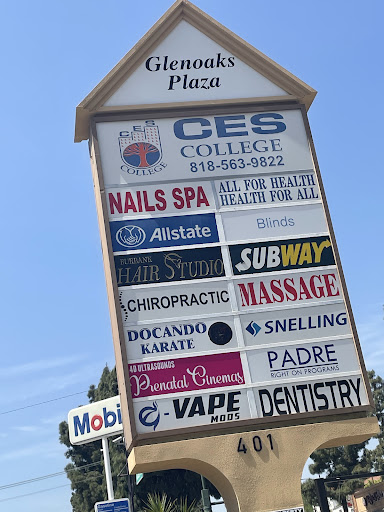 Glenoaks
Plaza
CES
COLLEGE
CES
COLLEGE
818-563-9822
NAILS SPA
ALL FOR HEALTH
HEALTH FOR ALL
Allstate
Blinds
BURBANK
HAIR STUDIO
SUBWAY
CHIROPRACTIC
MASSAGE
DOCANDO
KARATE
SNELLING
4D ULTRASOUNDS
Prenatal Cinemas
PADRE
RIGHT ON PROGRAMS
-VAPE
MODS
DENTISTRY
401
Mobil